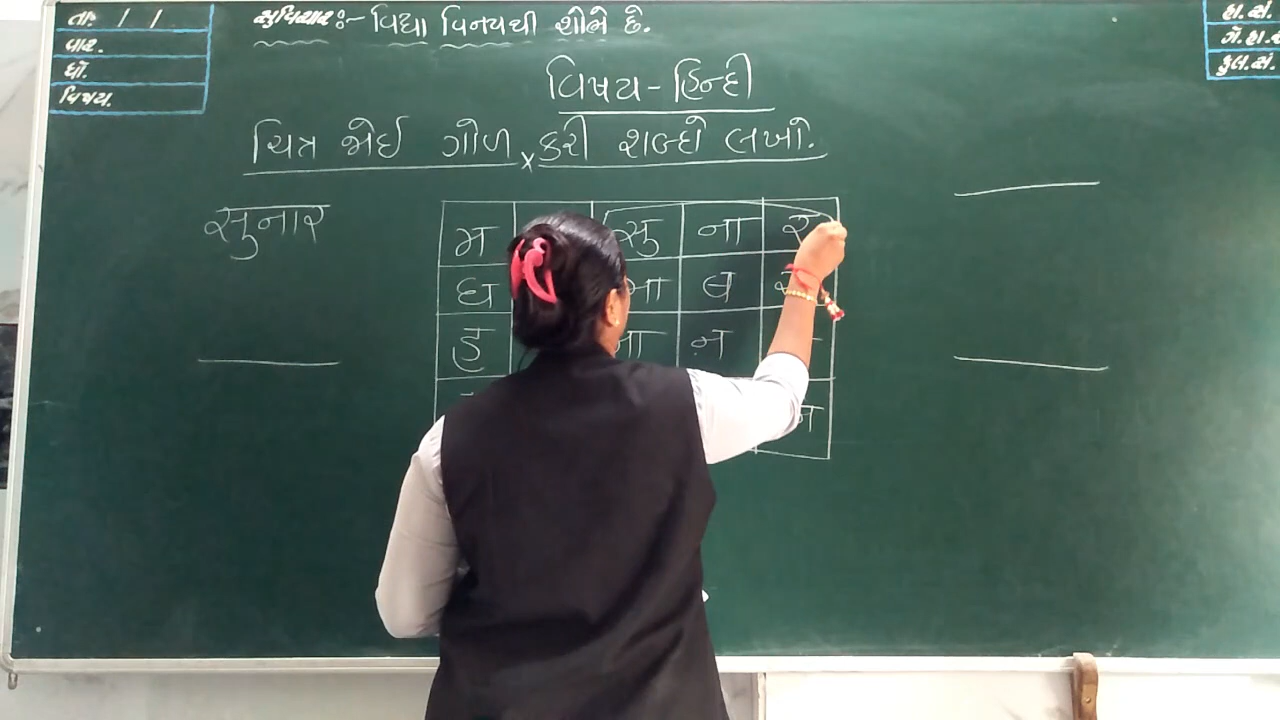 તા: / /
વાર.
ધો.
વિષય.
સુવિચાર:- વિદ્યા વિનયથી શોભે છે.
હા.સં.
ગે.હા.સં
કુલ.સં.
વિષય - હિન્દી
ચિત્ર જોઈ ગોળ × કરી શબ્દો લખો.
सुनार
म सु ना र
ध ब
ह न
न